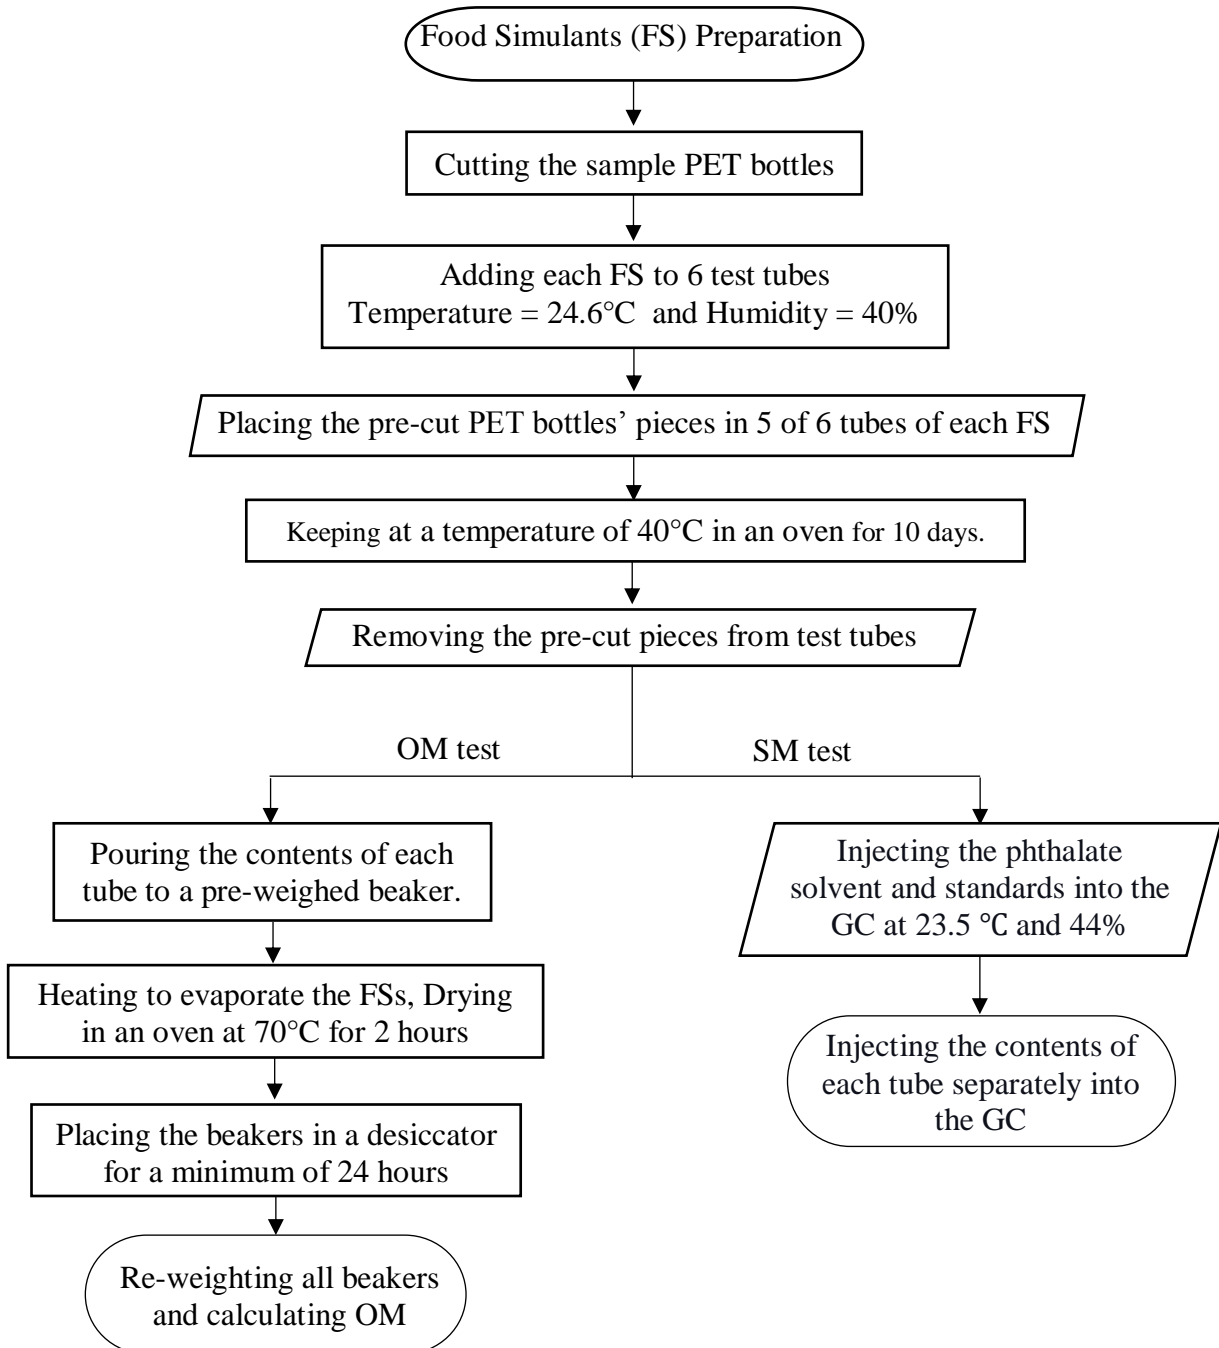 Food Simulants (FS) Preparation
Cutting the sample PET bottles
Adding each FS to 6 test tubes
Temperature = 24.6°C and Humidity = 40%
Placing the pre-cut PET bottles’ pieces in 5 of 6 tubes of each FS
Keeping at a temperature of 40°C in an oven for 10 days.
Removing the pre-cut pieces from test tubes
OM test
Pouring the contents of each
tube to a pre-weighed beaker.
Heating to evaporate the FSs, Drying
in an oven at 70°C for 2 hours
Placing the beakers in a desiccator
for a minimum of 24 hours
Re-weighting all beakers
and calculating OM
SM test
Injecting the phthalate
solvent and standards into the
GC at 23.5 ℃ and 44%
Injecting the contents of
each tube separately into
the GC